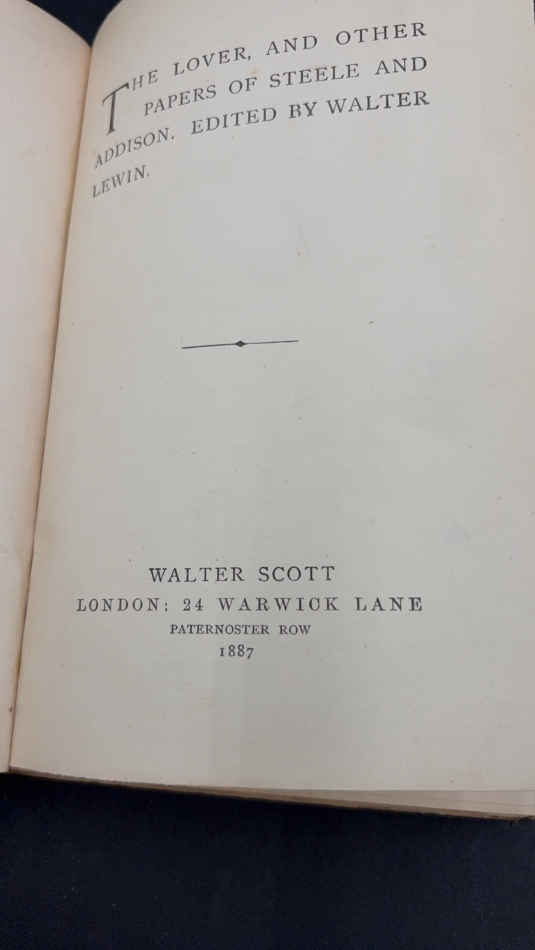 THE LOVER, AND OTHER
PAPERS OF STEELE AND
ADDISON. EDITED BY WALTER
LEWIN.
WALTER SCOTT
LONDON: 24 WARWICK LANE
PATERNOSTER ROW
1887